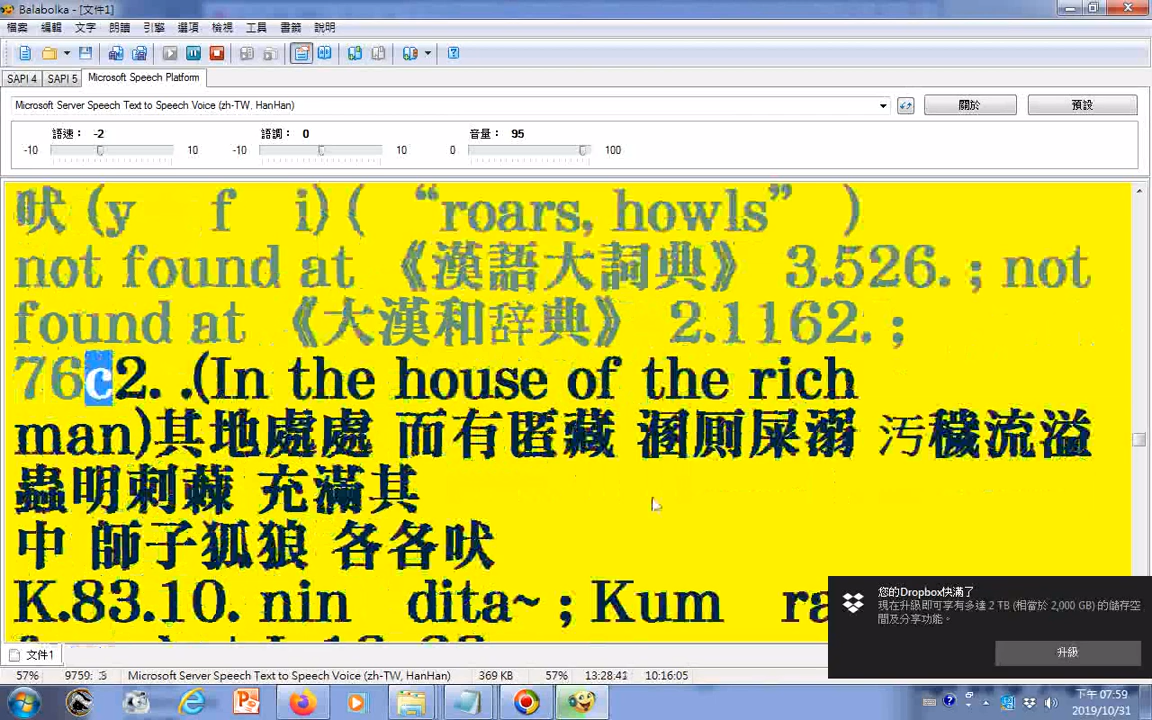 Balabolka - [文件1]
檔案 編輯 文字 朗讀 引擎 選項 檢視 工具 書籤 說明
SAPI 4 SAPI 5 Microsoft Speech Platform
Microsoft Server Speech Text to Speech Voice (zh-TW, HanHan)
關於
預設
語速： -2 語調： 0 音量： 95
-10 10 -10 10 0 100
吠 (y f i) ( “roars, howls” )
not found at 《漢語大詞典》 3.526. ; not
found at 《大漢和辞典》 2.1162. ;
76c2. .(In the house of the rich
man)其地處處 而有匿藏 溷厠屎溺 汚穢流溢
蟲明刺蕀 充滿其
中 師子狐狼 各各吠
K.83.10. nin dita~ ; Kum ra
您的Dropbox快滿了
現在升級即可享有多達 2 TB (相當於 2,000 GB) 的儲存空
間及分享功能。
升級
文件1
57% 9759: Microsoft Server Speech Text to Speech Voice (zh-TW, HanHan) 369 KB 57% 13:28.41 10:16:05
下午 07:59
2019/10/31